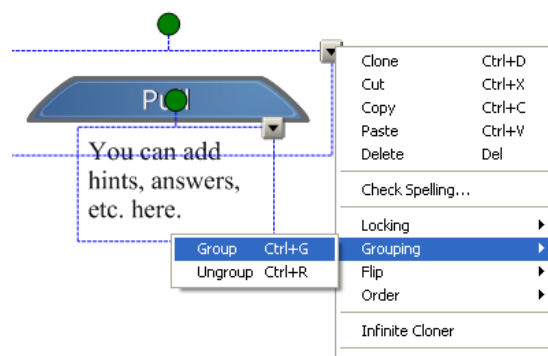 Clone Ctrl+D
Cut Ctrl+X
Copy Ctrl+C
Paste Ctrl+V
Delete Del
Check Spelling...
Locking
Grouping
Flip
Order
Infinite Cloner
You can add
hints, answers,
etc. here.
Group Ctrl+G
Ungroup Ctrl+R